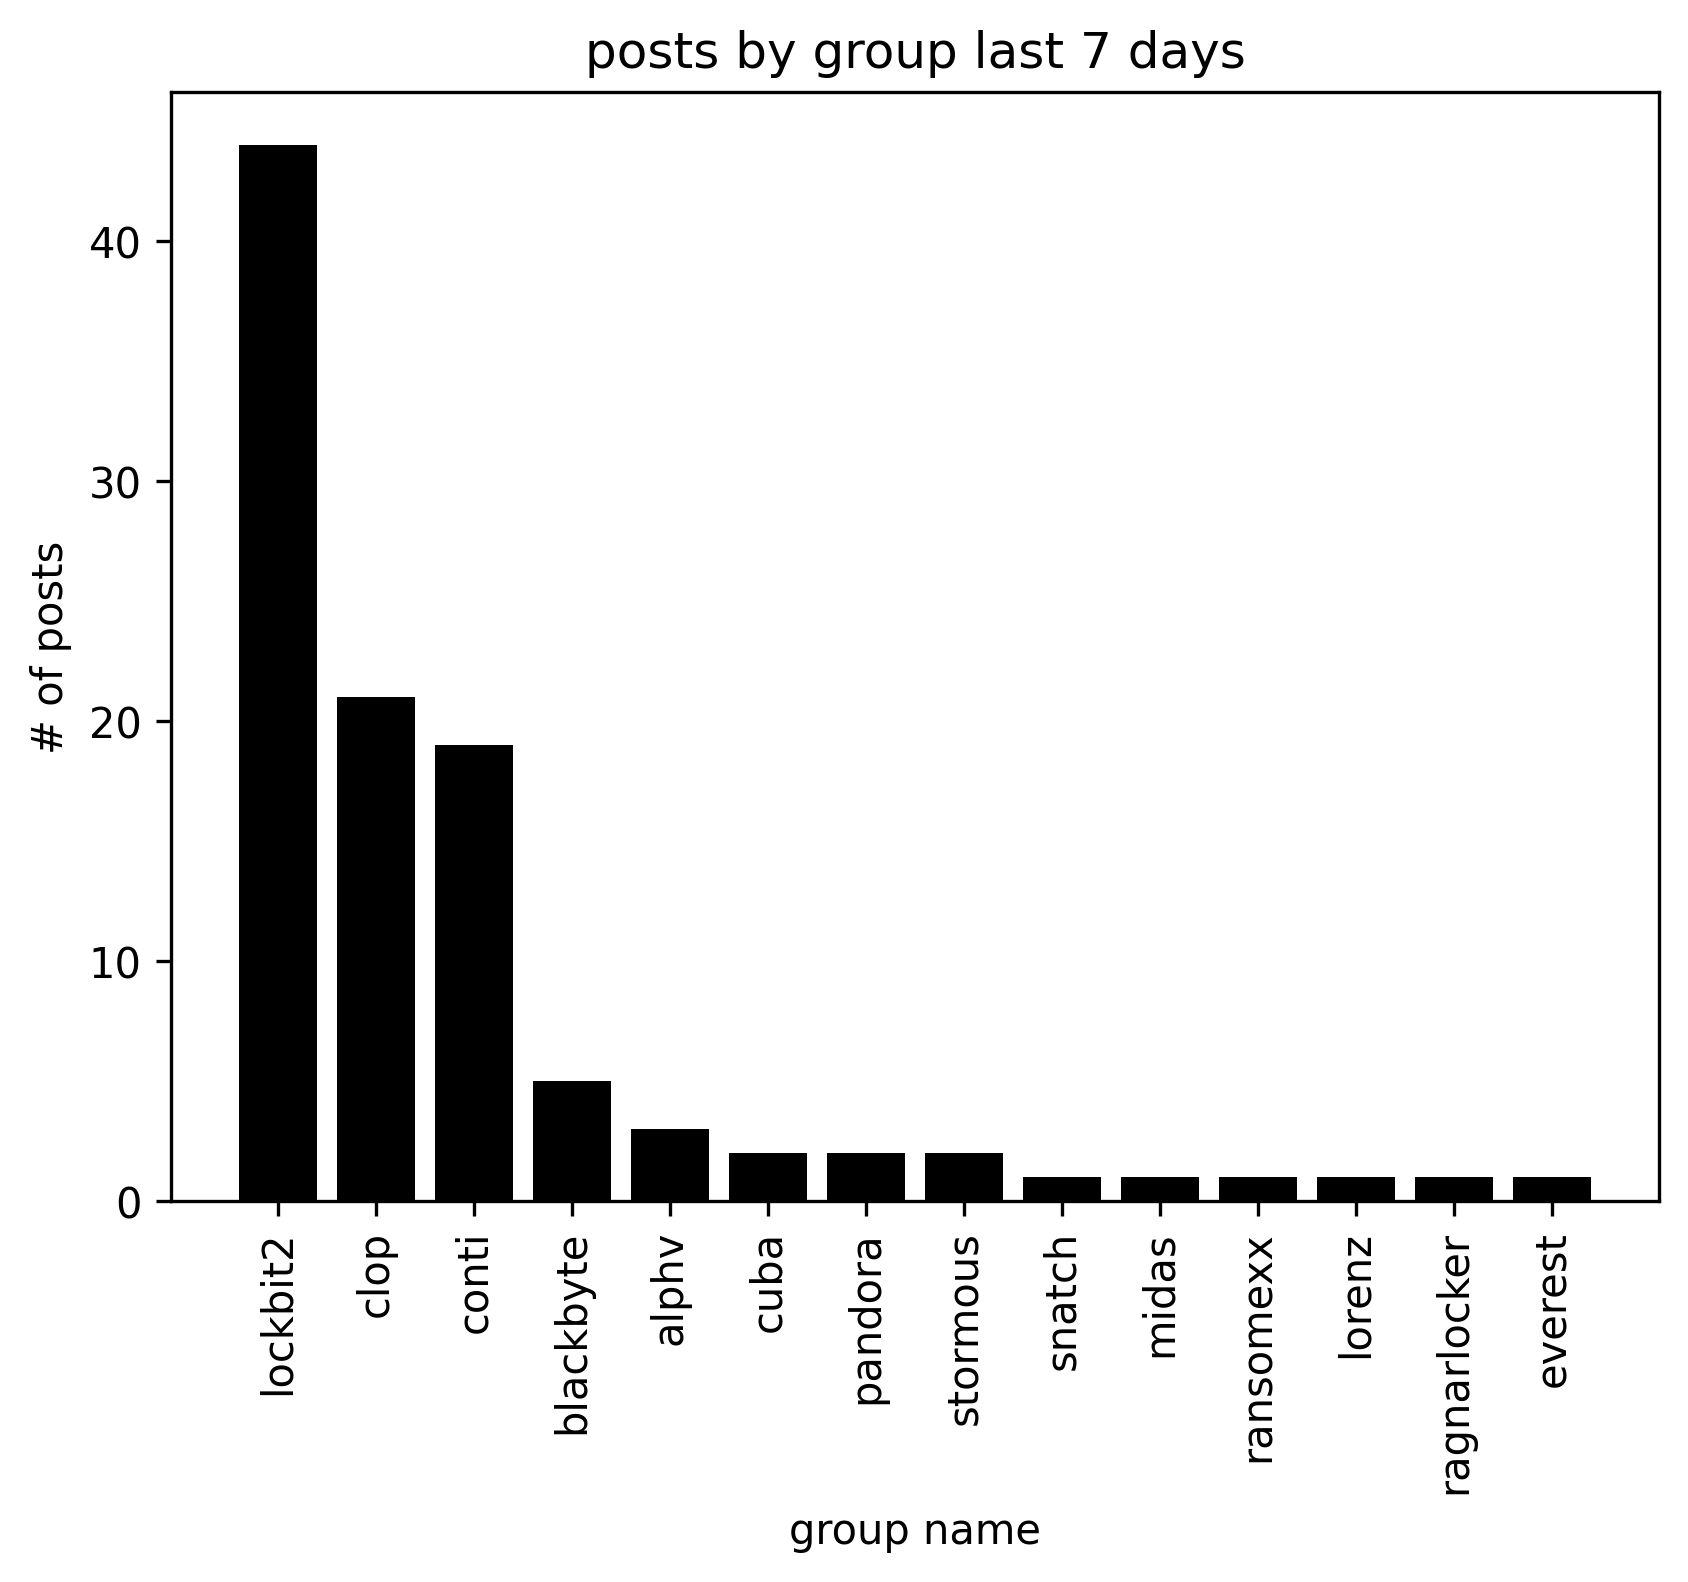 posts by group last 7 days
# of posts
40
30
20
10
0
lockbit2
clop
conti
blackbyte
alphv
cuba
pandora
stormous
snatch
midas
ransomexx
lorenz
ragnarlocker
everest
group name